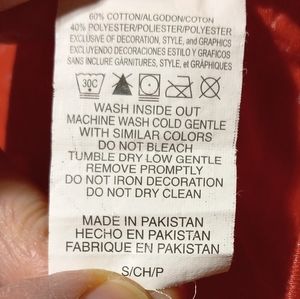 60% COTTON/ALGODON/COTON
40% POLYESTER/POLIESTER/POLYESTER
EXCLUSIVE OF DECORATION, STYLE, and GRAPHICS
EXCLUYENDO DECORACIONES ESTILO Y GRAFICOS
SANS INCLURE GARNITURES, STYLE, et GRAPHIQUES
30C
WASH INSIDE OUT
MACHINE WASH COLD GENTLE
WITH SIMILAR COLORS
DO NOT BLEACH
TUMBLE DRY LOW GENTLE
REMOVE PROMPTLY
DO NOT IRON DECORATION
DO NOT DRY CLEAN
MADE IN PAKISTAN
HECHO EN PAKISTAN
FABRIQUE EN PAKISTAN
S/CH/P